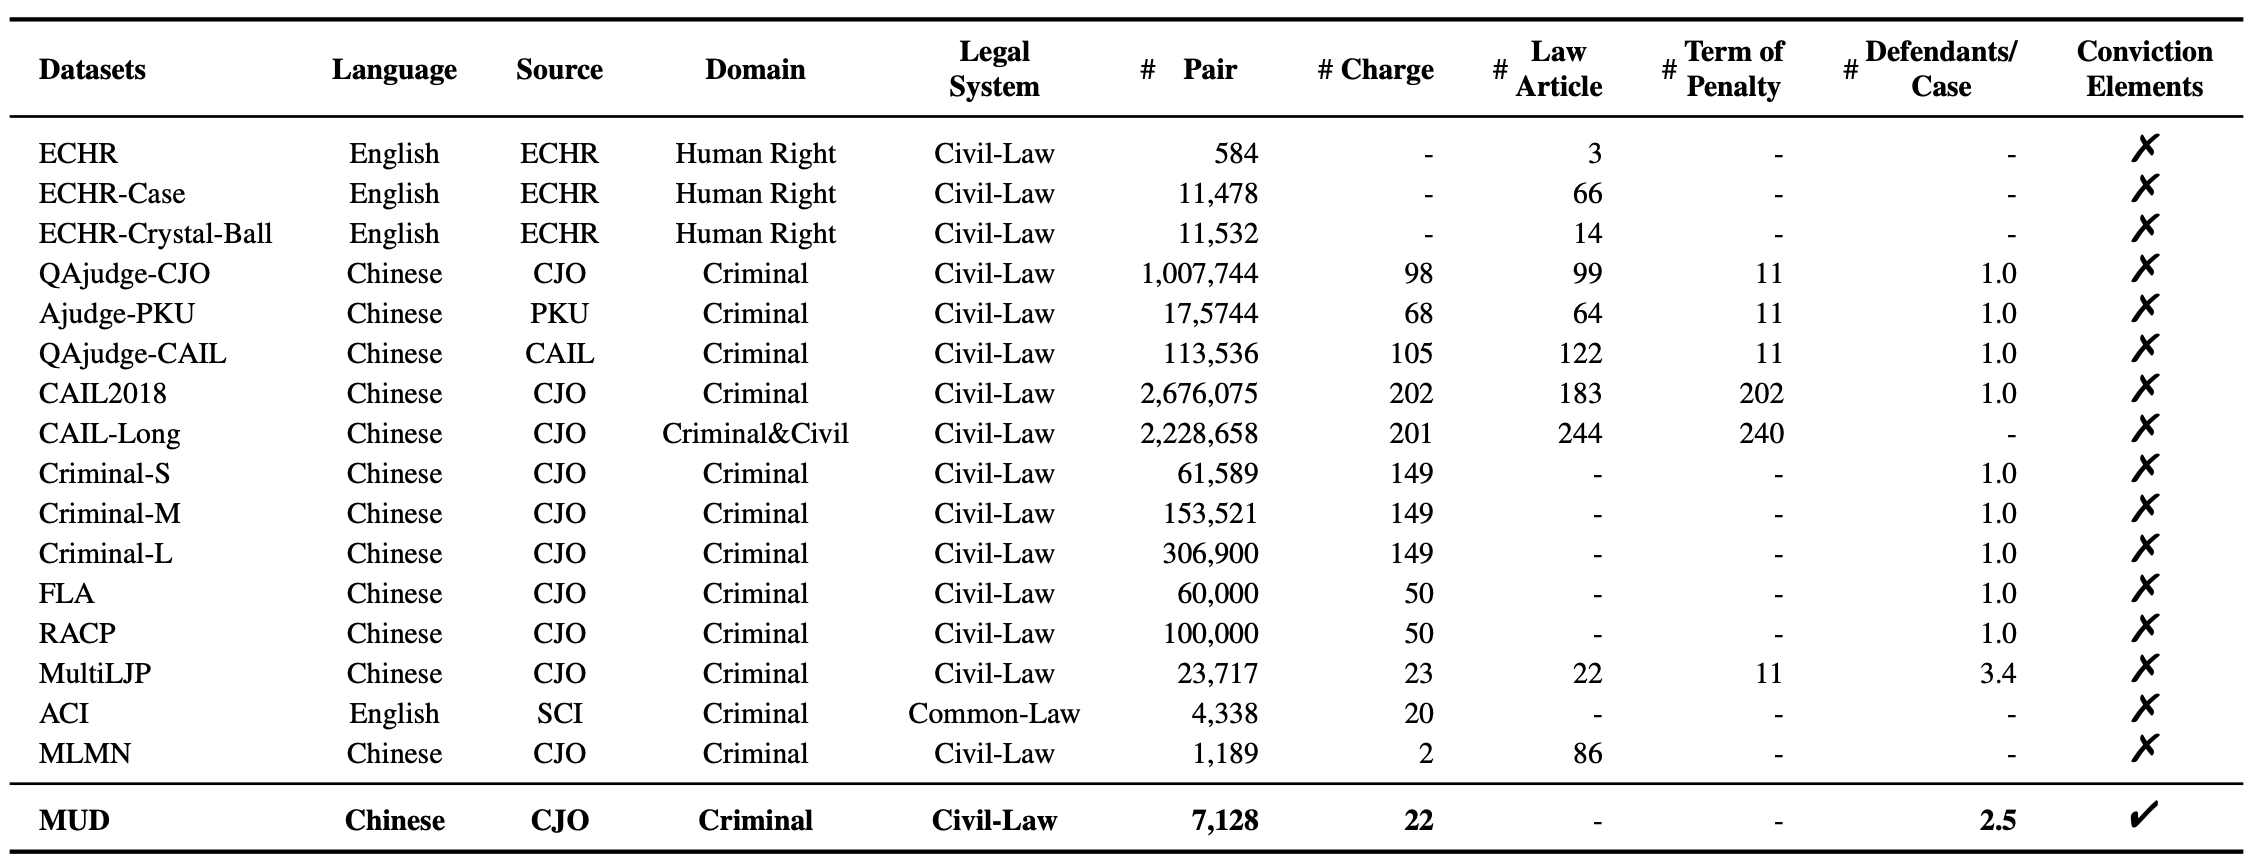 Datasets Language Source Domain Legal System # Pair # Charge # Law Article # Term of Penalty # Defendants/ Case Conviction Elements
ECHR English ECHR Human Right Civil-Law 584 - 3 - - ✗
ECHR-Case English ECHR Human Right Civil-Law 11,478 - 66 - - ✗
ECHR-Crystal-Ball English ECHR Human Right Civil-Law 11,532 - 14 - - ✗
QAjudge-CJO Chinese CJO Criminal Civil-Law 1,007,744 98 99 11 1.0 ✗
Ajudge-PKU Chinese PKU Criminal Civil-Law 17,5744 68 64 11 1.0 ✗
QAjudge-CAIL Chinese CAIL Criminal Civil-Law 113,536 105 122 11 1.0 ✗
CAIL2018 Chinese CJO Criminal Civil-Law 2,676,075 202 183 202 1.0 ✗
CAIL-Long Chinese CJO Criminal&Civil Civil-Law 2,228,658 201 244 240 - ✗
Criminal-S Chinese CJO Criminal Civil-Law 61,589 149 - - 1.0 ✗
Criminal-M Chinese CJO Criminal Civil-Law 153,521 149 - - 1.0 ✗
Criminal-L Chinese CJO Criminal Civil-Law 306,900 149 - - 1.0 ✗
FLA Chinese CJO Criminal Civil-Law 60,000 50 - - 1.0 ✗
RACP Chinese CJO Criminal Civil-Law 100,000 50 - - 1.0 ✗
MultiLJP Chinese CJO Criminal Civil-Law 23,717 23 22 11 3.4 ✗
ACI English SCI Criminal Common-Law 4,338 20 - - - ✗
MLMN Chinese CJO Criminal Civil-Law 1,189 2 86 - - ✗
MUD Chinese CJO Criminal Civil-Law 7,128 22 - - 2.5 ✓